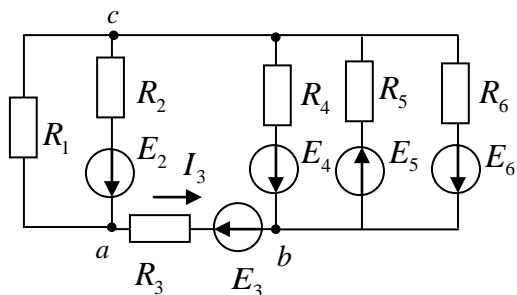 c
R₂ R₄ R₅ R₆
R₁ E₂ I₃ E₄ E₅ E₆
a b
R₃ E₃